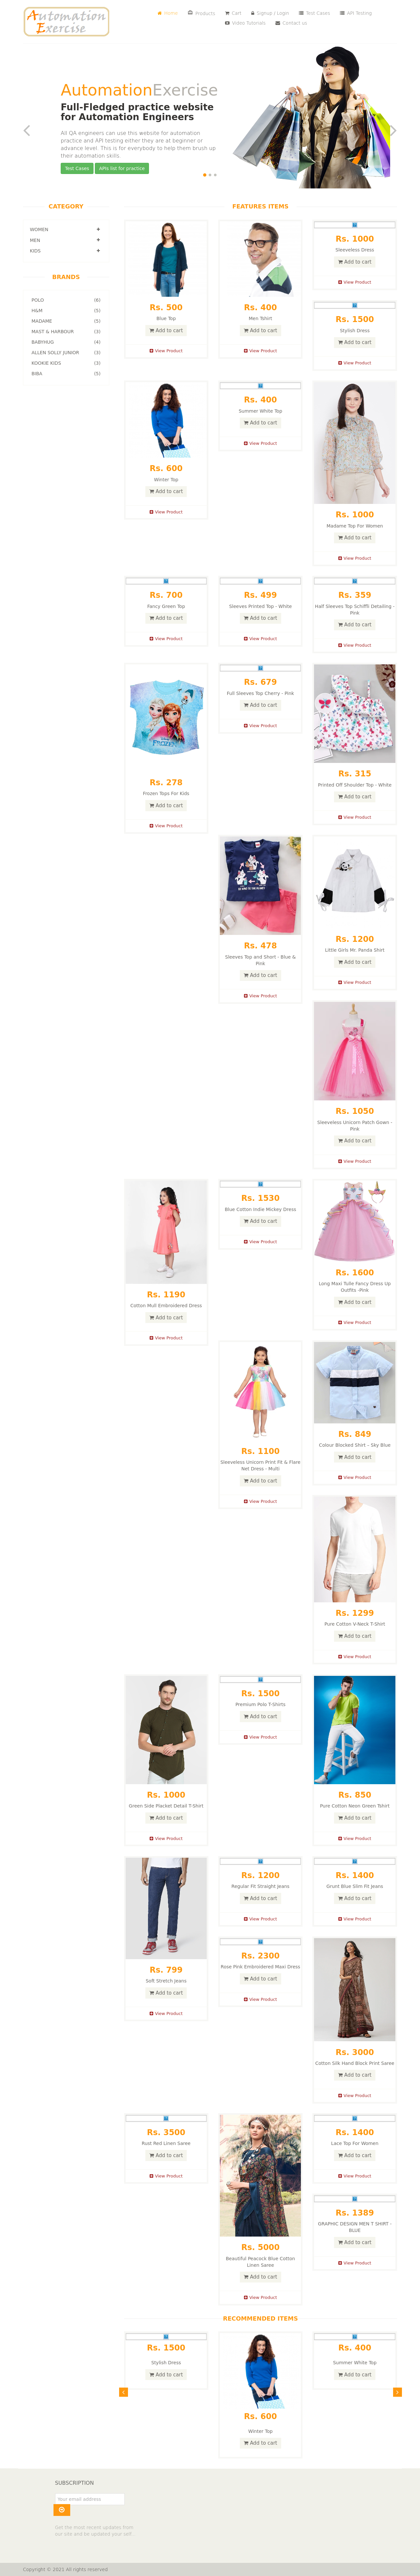 Automation
Exercise
Home
Products
Cart
Signup / Login
Test Cases
API Testing
Video Tutorials
Contact us
AutomationExercise
Full-Fledged practice website
for Automation Engineers
All QA engineers can use this website for automation
practice and API testing either they are at beginner or
advance level. This is for everybody to help them brush up
their automation skills.
Test Cases
APIs list for practice
CATEGORY
WOMEN
MEN
KIDS
BRANDS
POLO (6)
H&M (5)
MADAME (5)
MAST & HARBOUR (3)
BABYHUG (4)
ALLEN SOLLY JUNIOR (3)
KOOKIE KIDS (3)
BIBA (5)
FEATURES ITEMS
Rs. 500
Blue Top
Add to cart
View Product
Rs. 400
Men Tshirt
Add to cart
View Product
Rs. 1000
Sleeveless Dress
Add to cart
View Product
Rs. 1500
Stylish Dress
Add to cart
View Product
Rs. 600
Winter Top
Add to cart
View Product
Rs. 400
Summer White Top
Add to cart
View Product
Rs. 1000
Madame Top For Women
Add to cart
View Product
Rs. 700
Fancy Green Top
Add to cart
View Product
Rs. 499
Sleeves Printed Top - White
Add to cart
View Product
Rs. 359
Half Sleeves Top Schiffli Detailing -
Pink
Add to cart
View Product
Rs. 278
Frozen Tops For Kids
Add to cart
View Product
Rs. 679
Full Sleeves Top Cherry - Pink
Add to cart
View Product
Rs. 315
Printed Off Shoulder Top - White
Add to cart
View Product
Rs. 478
Sleeves Top and Short - Blue &
Pink
Add to cart
View Product
Rs. 1200
Little Girls Mr. Panda Shirt
Add to cart
View Product
Rs. 1050
Sleeveless Unicorn Patch Gown -
Pink
Add to cart
View Product
Rs. 1190
Cotton Mull Embroidered Dress
Add to cart
View Product
Rs. 1530
Blue Cotton Indie Mickey Dress
Add to cart
View Product
Rs. 1600
Long Maxi Tulle Fancy Dress Up
Outfits -Pink
Add to cart
View Product
Rs. 1100
Sleeveless Unicorn Print Fit & Flare
Net Dress - Multi
Add to cart
View Product
Rs. 849
Colour Blocked Shirt – Sky Blue
Add to cart
View Product
Rs. 1299
Pure Cotton V-Neck T-Shirt
Add to cart
View Product
Rs. 1000
Green Side Placket Detail T-Shirt
Add to cart
View Product
Rs. 1500
Premium Polo T-Shirts
Add to cart
View Product
Rs. 850
Pure Cotton Neon Green Tshirt
Add to cart
View Product
Rs. 799
Soft Stretch Jeans
Add to cart
View Product
Rs. 1200
Regular Fit Straight Jeans
Add to cart
View Product
Rs. 1400
Grunt Blue Slim Fit Jeans
Add to cart
View Product
Rs. 2300
Rose Pink Embroidered Maxi Dress
Add to cart
View Product
Rs. 3000
Cotton Silk Hand Block Print Saree
Add to cart
View Product
Rs. 3500
Rust Red Linen Saree
Add to cart
View Product
Rs. 5000
Beautiful Peacock Blue Cotton
Linen Saree
Add to cart
View Product
Rs. 1400
Lace Top For Women
Add to cart
View Product
Rs. 1389
GRAPHIC DESIGN MEN T SHIRT -
BLUE
Add to cart
View Product
RECOMMENDED ITEMS
Rs. 1500
Stylish Dress
Add to cart
Rs. 600
Winter Top
Add to cart
Rs. 400
Summer White Top
Add to cart
SUBSCRIPTION
Your email address
Get the most recent updates from
our site and be updated your self...
Copyright © 2021 All rights reserved